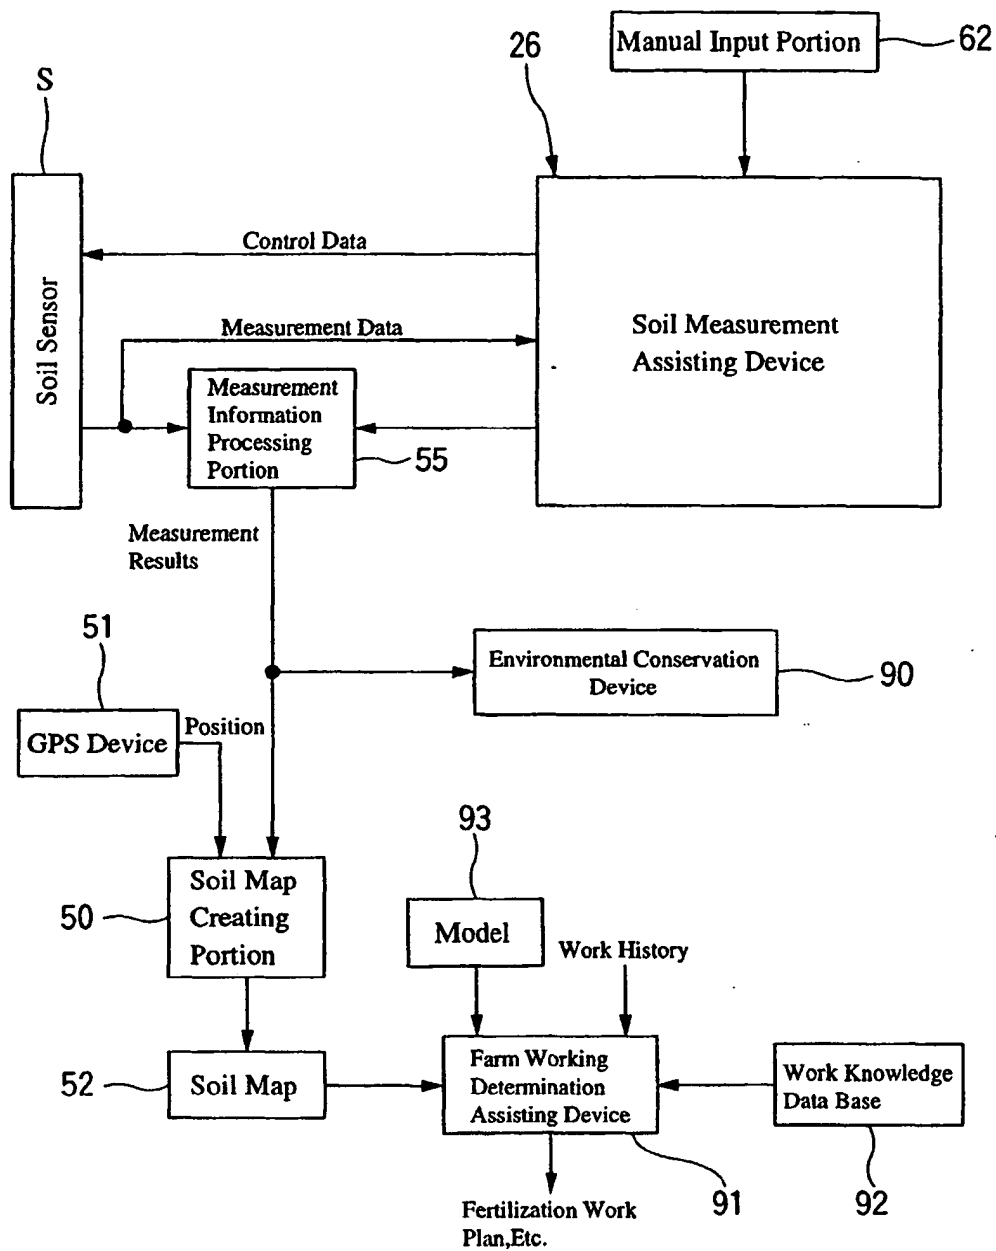 Manual Input Portion
62
26
S
Soil Sensor
Control Data
Measurement Data
Soil Measurement
Assisting Device
Measurement
Information
Processing
Portion
55
Measurement
Results
51
GPS Device
Position
Environmental Conservation
Device
90
93
Soil Map
Creating
Portion
50
Model
Work History
52
Soil Map
Farm Working
Determination
Assisting Device
Work Knowledge
Data Base
91
92
Fertilization Work
Plan,Etc.